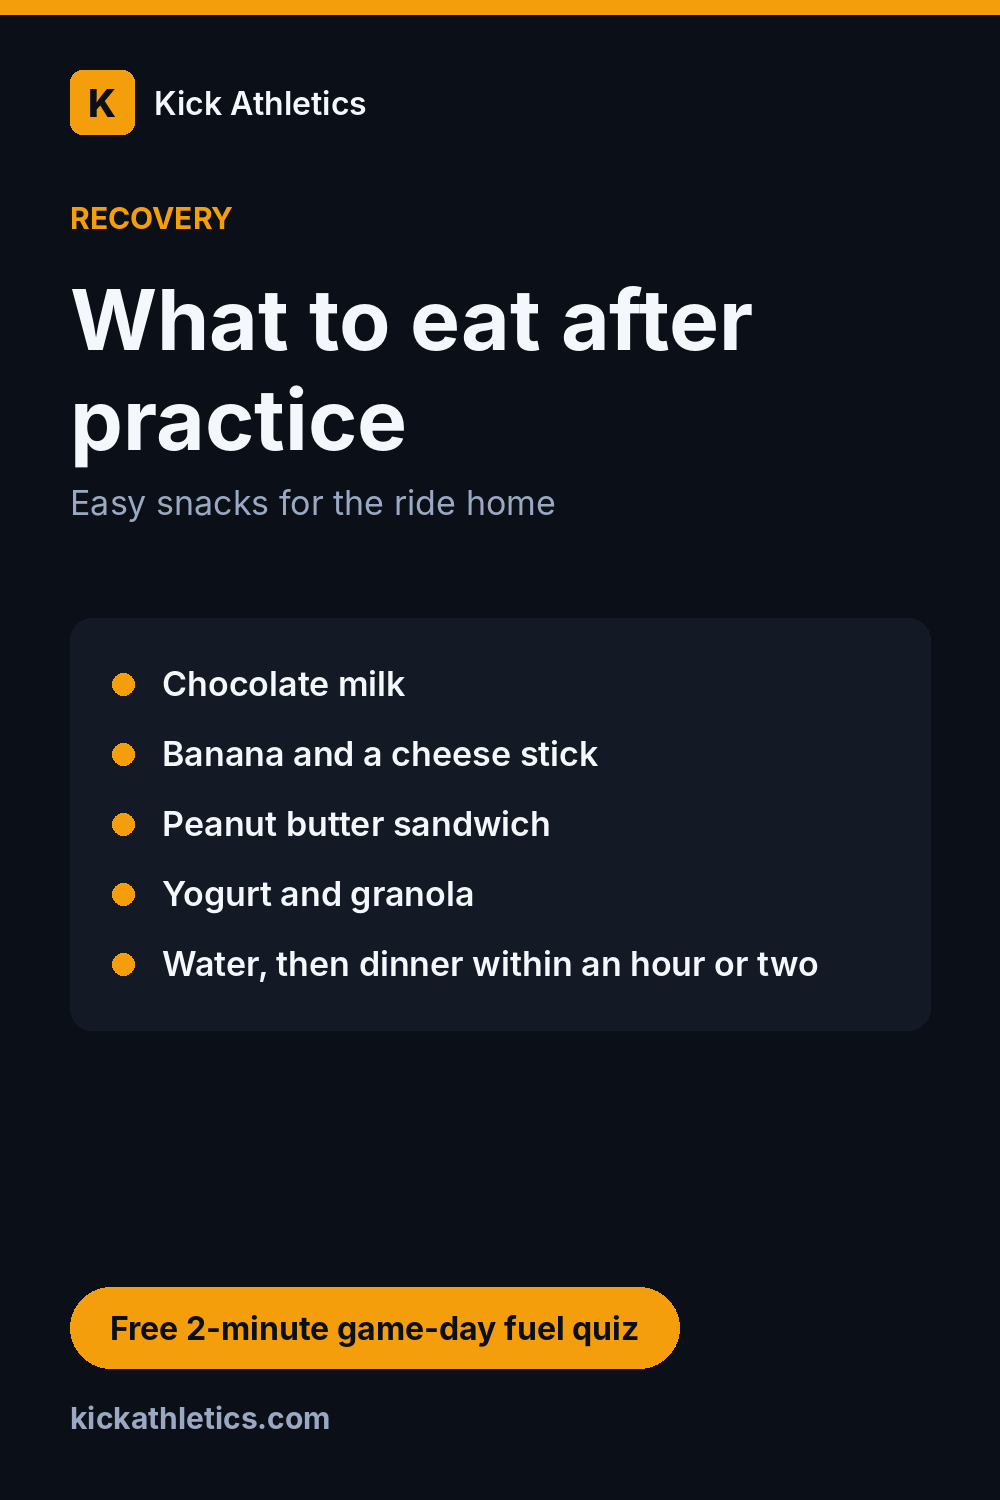 K
Kick Athletics
RECOVERY
What to eat after
practice
Easy snacks for the ride home
Chocolate milk
Banana and a cheese stick
Peanut butter sandwich
Yogurt and granola
Water, then dinner within an hour or two
Free 2-minute game-day fuel quiz
kickathletics.com